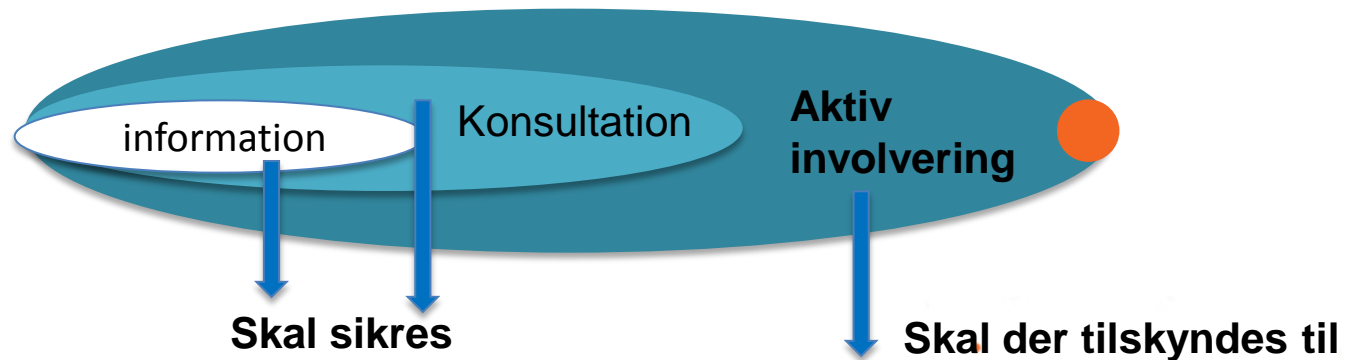 information
Konsultation
Aktiv
involvering
Skal sikres
Skal der tilskyndes til